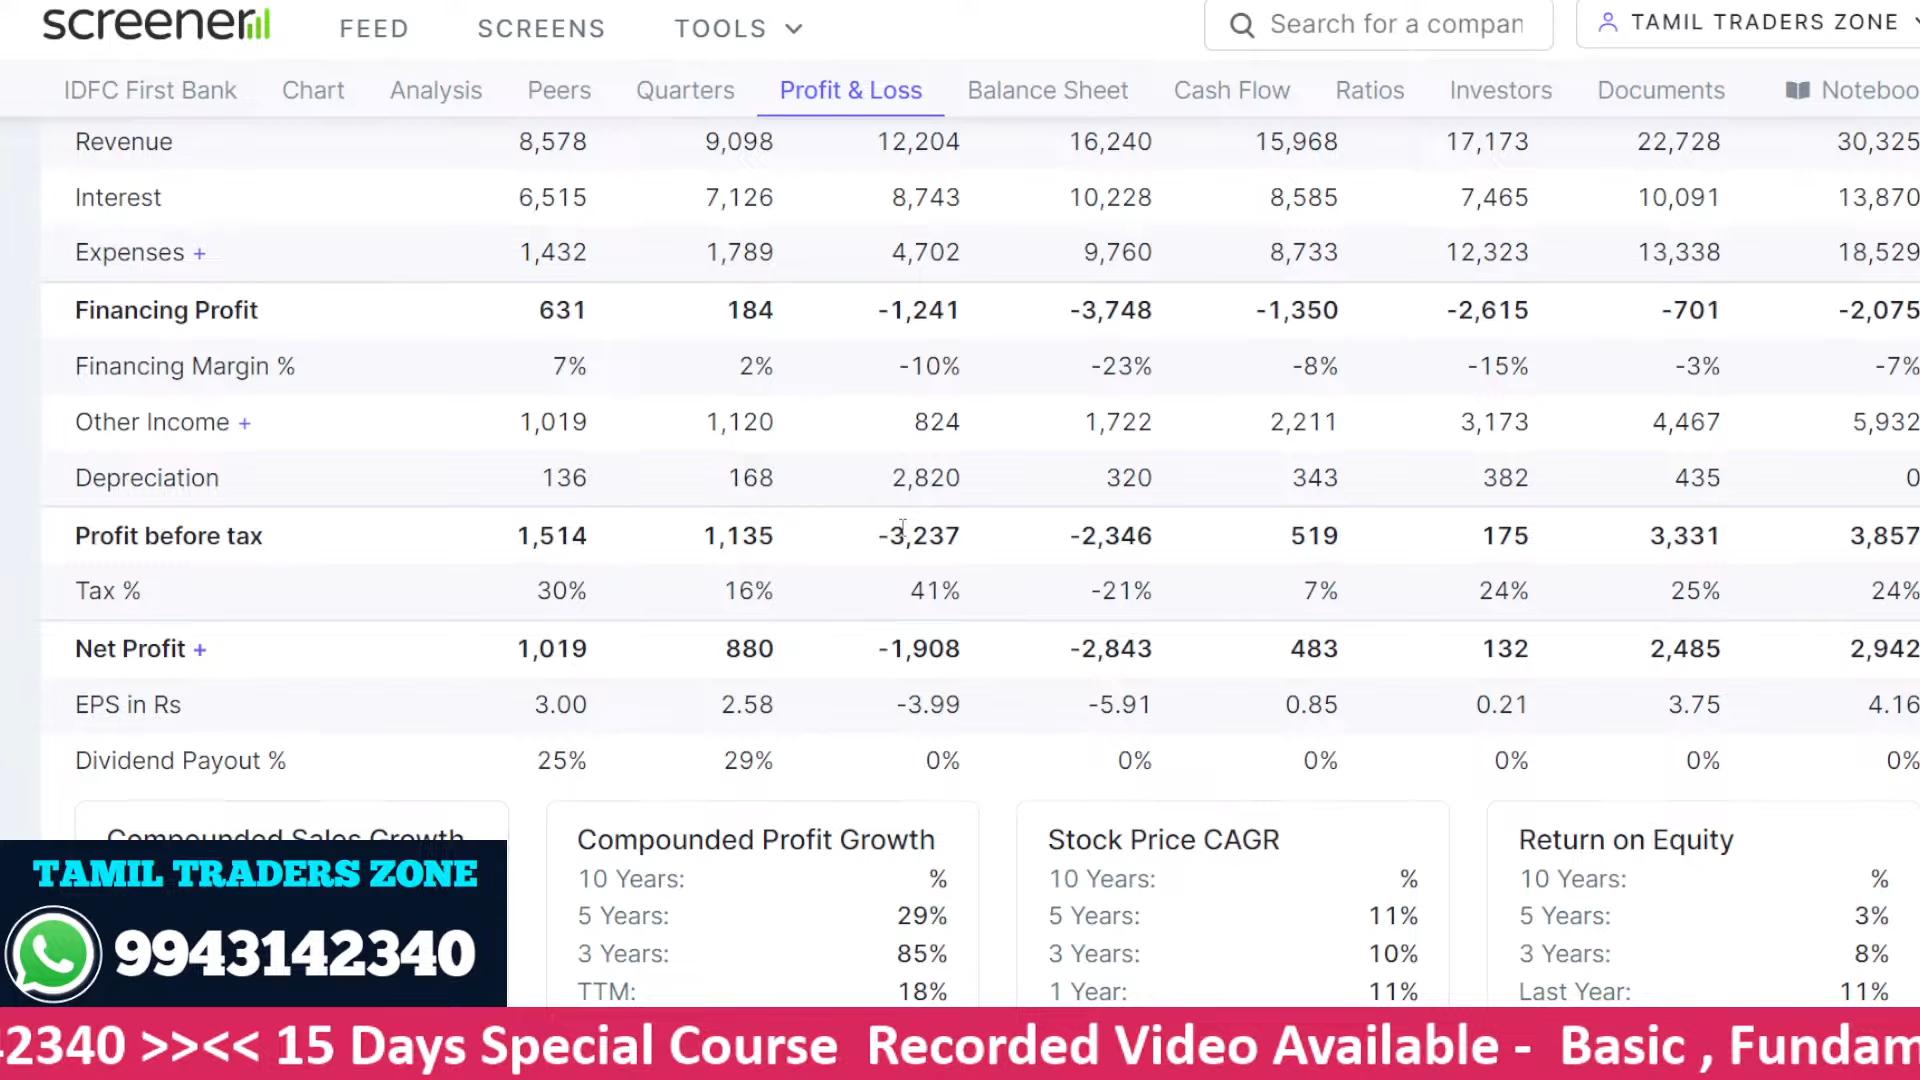 screener FEED SCREENS TOOLS Search for a compan TAMIL TRADERS ZONE
IDFC First Bank Chart Analysis Peers Quarters Profit & Loss Balance Sheet Cash Flow Ratios Investors Documents Noteboo
Revenue 8,578 9,098 12,204 16,240 15,968 17,173 22,728 30,325
Interest 6,515 7,126 8,743 10,228 8,585 7,465 10,091 13,870
Expenses + 1,432 1,789 4,702 9,760 8,733 12,323 13,338 18,529
Financing Profit 631 184 -1,241 -3,748 -1,350 -2,615 -701 -2,075
Financing Margin % 7% 2% -10% -23% -8% -15% -3% -7%
Other Income + 1,019 1,120 824 1,722 2,211 3,173 4,467 5,932
Depreciation 136 168 2,820 320 343 382 435 0
Profit before tax 1,514 1,135 -3,237 -2,346 519 175 3,331 3,857
Tax % 30% 16% 41% -21% 7% 24% 25% 24%
Net Profit + 1,019 880 -1,908 -2,843 483 132 2,485 2,942
EPS in Rs 3.00 2.58 -3.99 -5.91 0.85 0.21 3.75 4.16
Dividend Payout % 25% 29% 0% 0% 0% 0% 0% 0%
Compounded Sales Growth Compounded Profit Growth Stock Price CAGR Return on Equity
10 Years: % 10 Years: % 10 Years: %
5 Years: 29% 5 Years: 11% 5 Years: 3%
3 Years: 85% 3 Years: 10% 3 Years: 8%
TTM: 18% 1 Year: 11% Last Year: 11%
TAMIL TRADERS ZONE
9943142340
42340 >><< 15 Days Special Course Recorded Video Available - Basic , Fundam